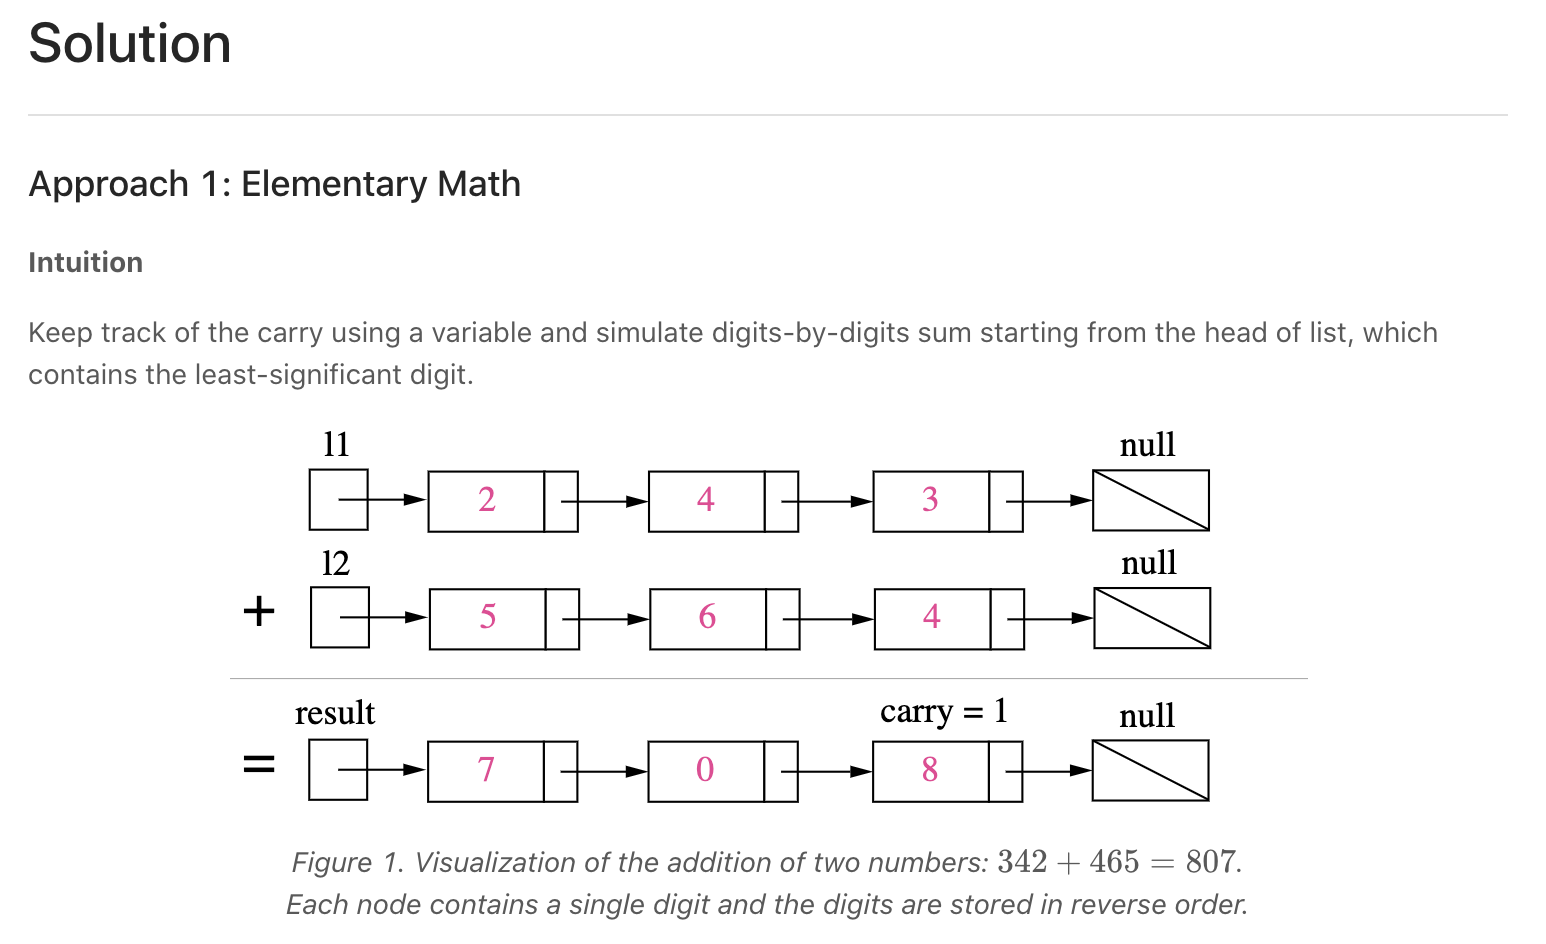 Solution
Approach 1: Elementary Math
Intuition
Keep track of the carry using a variable and simulate digits-by-digits sum starting from the head of list, which
contains the least-significant digit.
l1 null
2 4 3
l2 null
+ 5 6 4
result carry = 1 null
= 7 0 8
Figure 1. Visualization of the addition of two numbers: 342 + 465 = 807.
Each node contains a single digit and the digits are stored in reverse order.